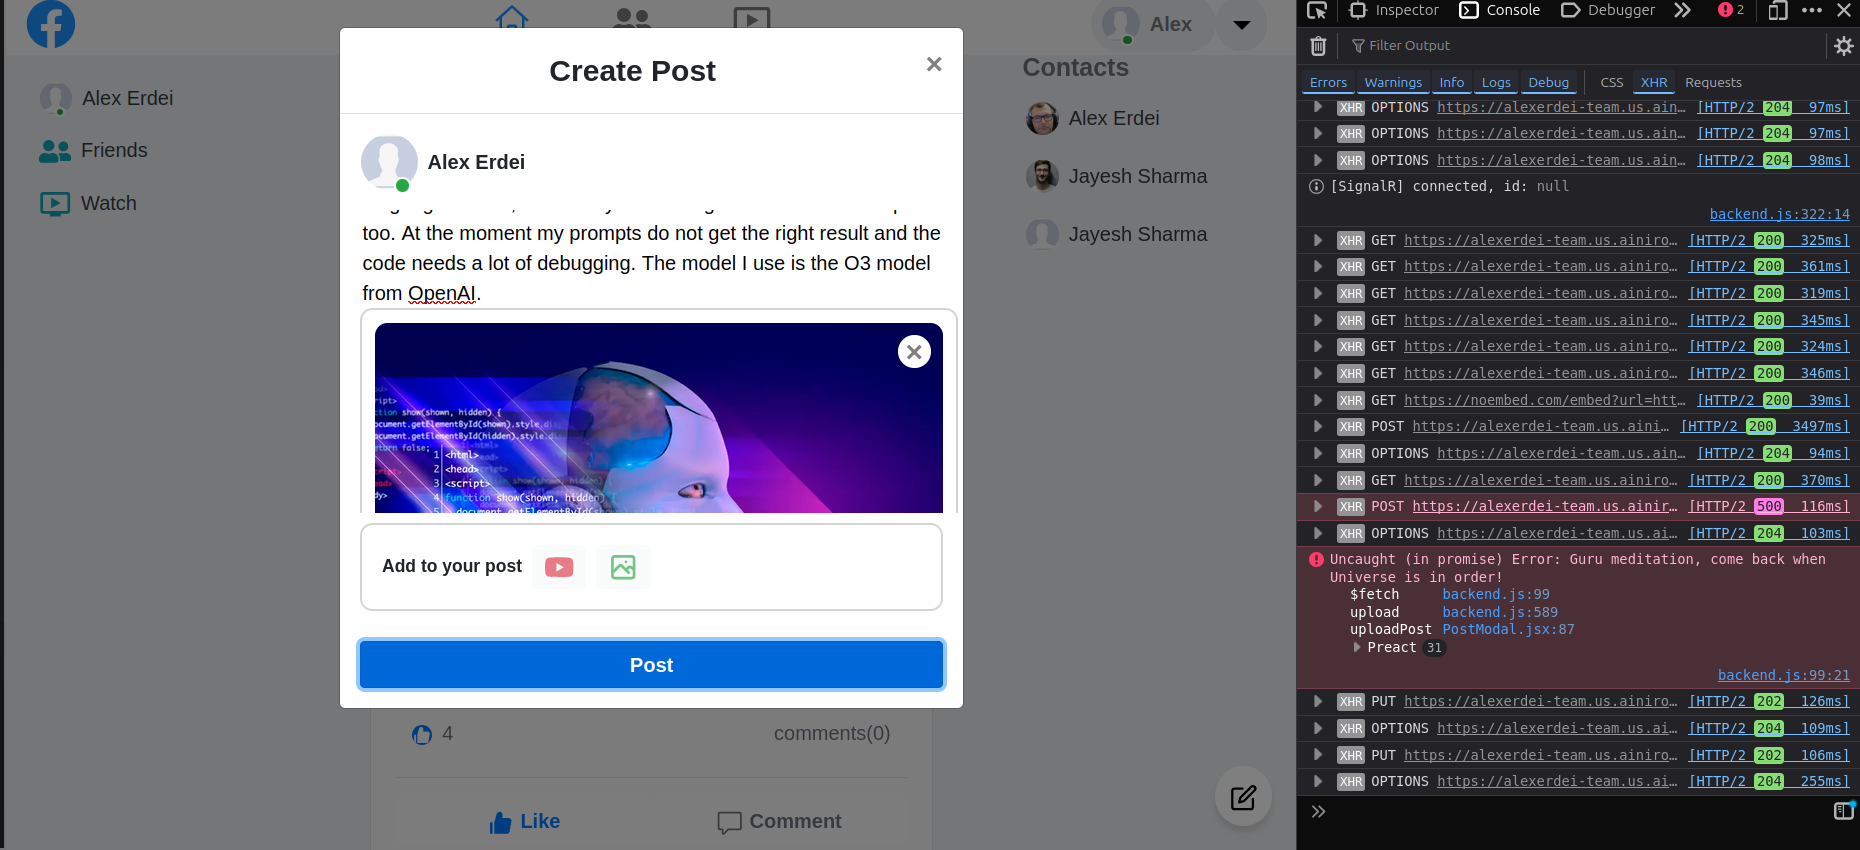 Alex
Alex Erdei
Friends
Watch
Create Post
Alex Erdei
too. At the moment my prompts do not get the right result and the
code needs a lot of debugging. The model I use is the O3 model
from OpenAI.
function show(shown, hidden) {
1 <html>
2 <head>
3 <script>
4 function show(shown, hidden) {
5
Add to your post
Post
4
comments(0)
Like
Comment
Contacts
Alex Erdei
Jayesh Sharma
Jayesh Sharma
Inspector Console Debugger 2
Filter Output
Errors Warnings Info Logs Debug CSS XHR Requests
XHR OPTIONS https://alexerdei-team.us.ain… [HTTP/2 204 97ms]
XHR OPTIONS https://alexerdei-team.us.ain… [HTTP/2 204 97ms]
XHR OPTIONS https://alexerdei-team.us.ain… [HTTP/2 204 98ms]
[SignalR] connected, id: null
backend.js:322:14
XHR GET https://alexerdei-team.us.ainiro… [HTTP/2 200 325ms]
XHR GET https://alexerdei-team.us.ainiro… [HTTP/2 200 361ms]
XHR GET https://alexerdei-team.us.ainiro… [HTTP/2 200 319ms]
XHR GET https://alexerdei-team.us.ainiro… [HTTP/2 200 345ms]
XHR GET https://alexerdei-team.us.ainiro… [HTTP/2 200 324ms]
XHR GET https://alexerdei-team.us.ainiro… [HTTP/2 200 346ms]
XHR GET https://noembed.com/embed?url=htt… [HTTP/2 200 39ms]
XHR POST https://alexerdei-team.us.aini… [HTTP/2 200 3497ms]
XHR OPTIONS https://alexerdei-team.us.ain… [HTTP/2 204 94ms]
XHR GET https://alexerdei-team.us.ainiro… [HTTP/2 200 370ms]
XHR POST https://alexerdei-team.us.ainir… [HTTP/2 500 116ms]
XHR OPTIONS https://alexerdei-team.us.ai… [HTTP/2 204 103ms]
Uncaught (in promise) Error: Guru meditation, come back when
Universe is in order!
$fetch backend.js:99
upload backend.js:589
uploadPost PostModal.jsx:87
Preact 31
backend.js:99:21
XHR PUT https://alexerdei-team.us.ainiro… [HTTP/2 202 126ms]
XHR OPTIONS https://alexerdei-team.us.ai… [HTTP/2 204 109ms]
XHR PUT https://alexerdei-team.us.ainiro… [HTTP/2 202 106ms]
XHR OPTIONS https://alexerdei-team.us.ai… [HTTP/2 204 255ms]